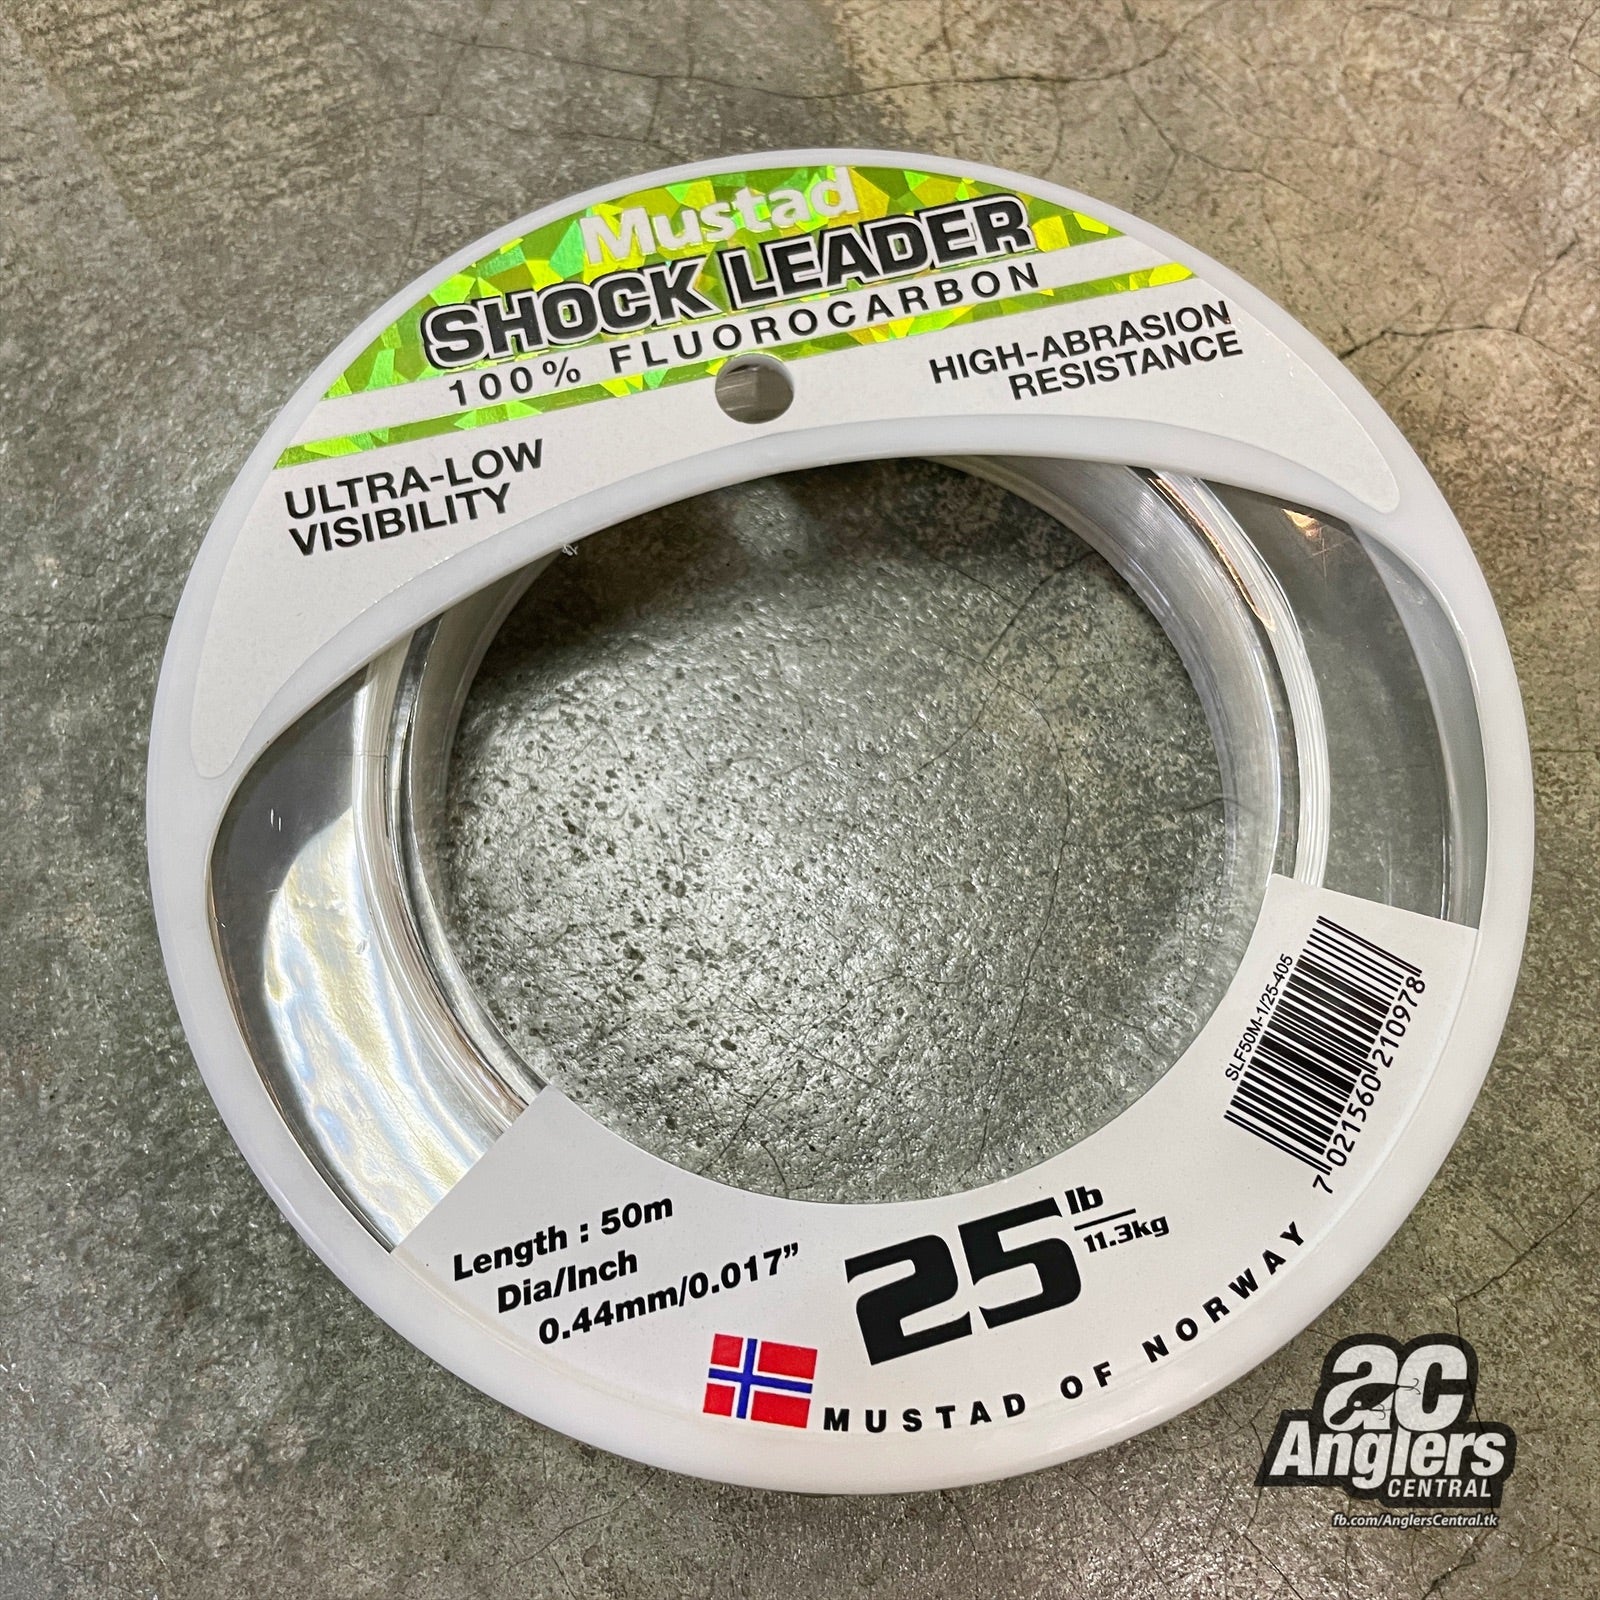 Mustad
SHOCK LEADER
100% FLUOROCARBON
HIGH-ABRASION
RESISTANCE
ULTRA-LOW
VISIBILITY
SLF50M-1/25-405
7 021560 210978
Length : 50m
Dia/Inch
0.44mm/0.017”
25 lb
11.3kg
MUSTAD OF NORWAY
ac
Anglers
CENTRAL
fb.com/AnglersCentral.tk